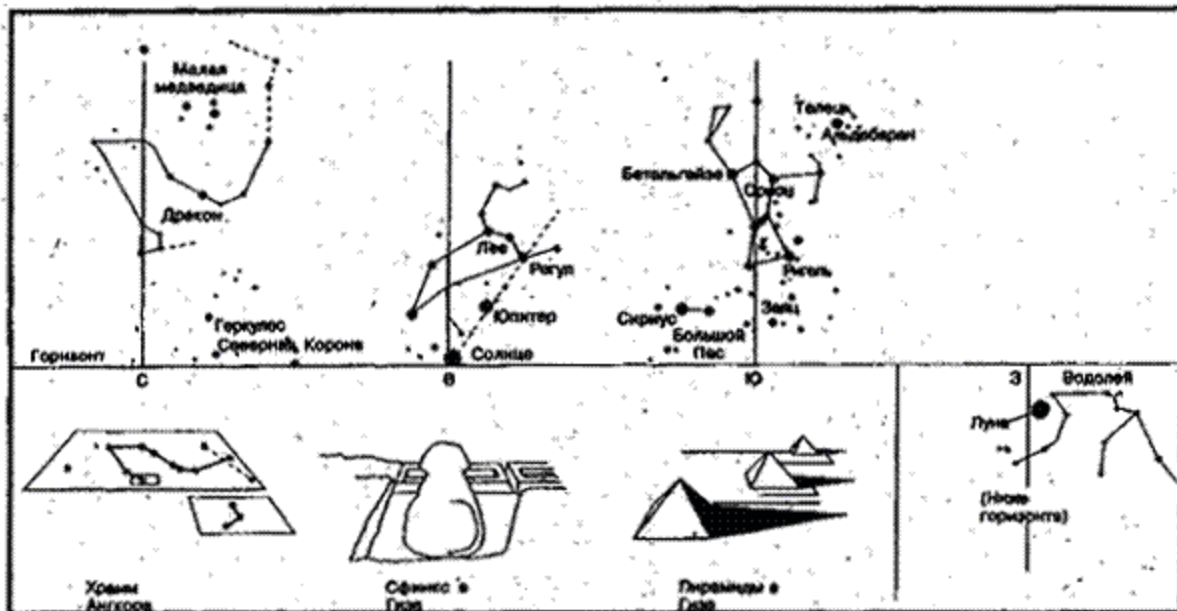 Малая
медведица
Дракон
Геркулес
Северная Корона
Горизонт
Лев
Регул
Юпитер
Солнце
Телец
Альдебаран
Бетельгейзе
Орион
Ригель
Сириус
Большой
Пес
Заяц
С
В
Ю
З
Водолей
Луна
(Ниже
горизонта)
Храмы
Ангкора
Сфинкс в
Гизе
Пирамиды в
Гизе